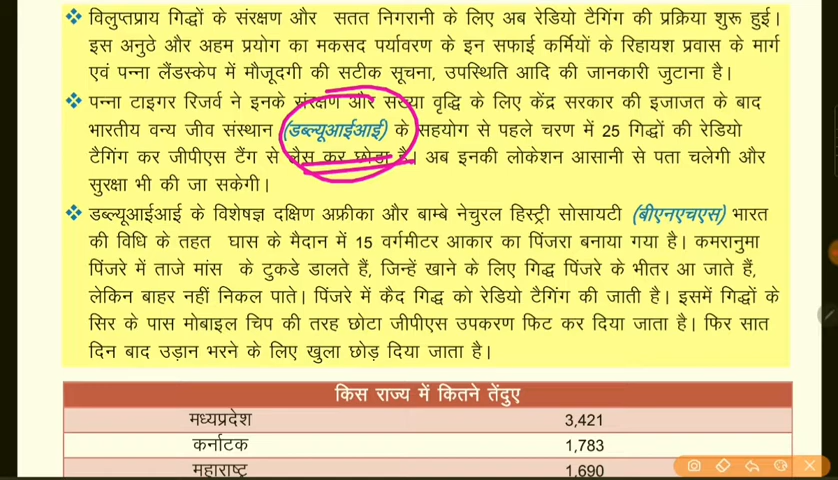 ❖ विलुप्तप्राय गिद्धों के संरक्षण और सतत निगरानी के लिए अब रेडियो टैगिंग की प्रक्रिया शुरू हुई।
इस अनुठे और अहम प्रयोग का मकसद पर्यावरण के इन सफाई कर्मियों के रिहायश प्रवास के मार्ग
एवं पन्ना लैंडस्केप में मौजूदगी की सटीक सूचना, उपस्थिति आदि की जानकारी जुटाना है।
❖ पन्ना टाइगर रिजर्व ने इनके संरक्षण और संख्या वृद्धि के लिए केंद्र सरकार की इजाजत के बाद
भारतीय वन्य जीव संस्थान (डब्ल्यूआईआई) के सहयोग से पहले चरण में 25 गिद्धों की रेडियो
टैगिंग कर जीपीएस टैंग से लैस कर छोडा है। अब इनकी लोकेशन आसानी से पता चलेगी और
सुरक्षा भी की जा सकेगी।
❖ डब्ल्यूआईआई के विशेषज्ञ दक्षिण अफ्रीका और बाम्बे नेचुरल हिस्ट्री सोसायटी (बीएनएचएस) भारत
की विधि के तहत घास के मैदान में 15 वर्गमीटर आकार का पिंजरा बनाया गया है। कमरानुमा
पिंजरे में ताजे मांस के टुकडे डालते हैं, जिन्हें खाने के लिए गिद्ध पिंजरे के भीतर आ जाते हैं,
लेकिन बाहर नहीं निकल पाते। पिंजरे में कैद गिद्ध को रेडियो टैगिंग की जाती है। इसमें गिद्धों के
सिर के पास मोबाइल चिप की तरह छोटा जीपीएस उपकरण फिट कर दिया जाता है। फिर सात
दिन बाद उड़ान भरने के लिए खुला छोड़ दिया जाता है।
किस राज्य में कितने तेंदुए
मध्यप्रदेश 3,421
कर्नाटक 1,783
महाराष्ट्र 1,690